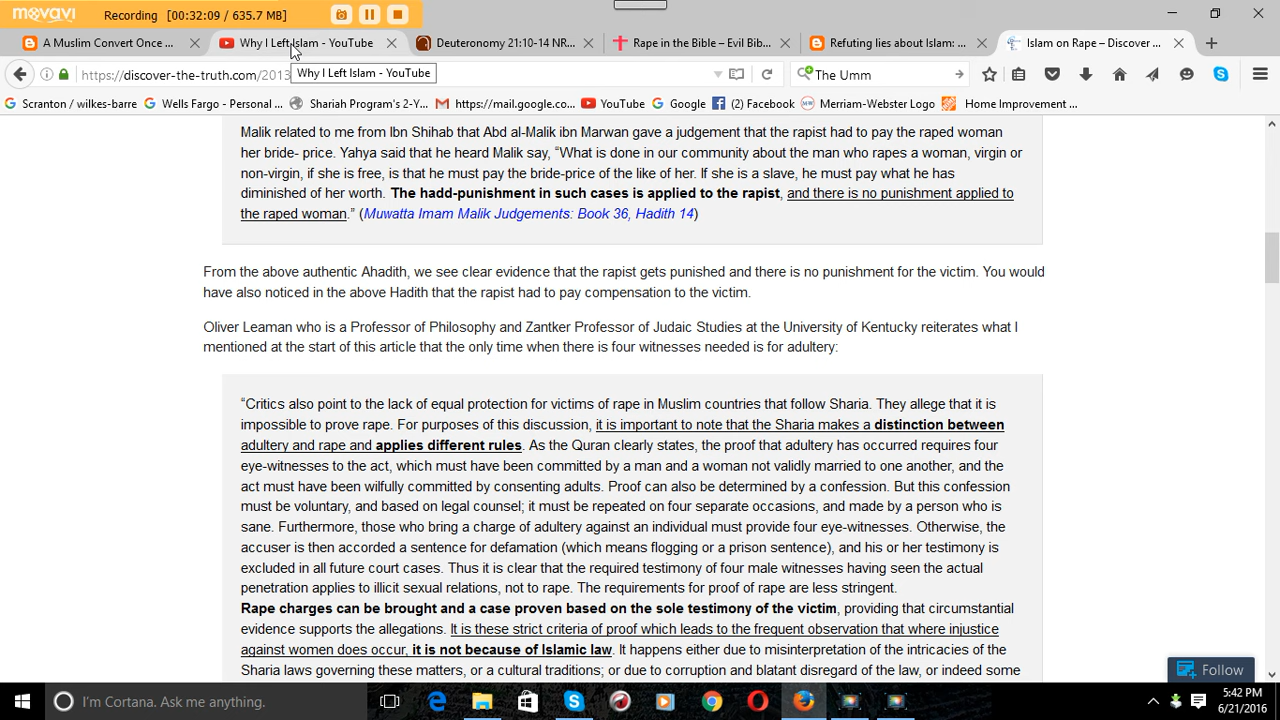 movavi
Recording [00:32:09 / 635.7 MB]
A Muslim Convert Once ...
Why I Left Islam - YouTube
Deuteronomy 21:10-14 NR...
Rape in the Bible – Evil Bib...
Refuting lies about Islam: ...
Islam on Rape – Discover ...
https://discover-the-truth.com/2013
Why I Left Islam - YouTube
The Umm
Scranton / wilkes-barre
Wells Fargo - Personal ...
Shariah Program's 2-Y...
https://mail.google.co...
YouTube
Google
(2) Facebook
Merriam-Webster Logo
Home Improvement ...
Malik related to me from Ibn Shihab that Abd al-Malik ibn Marwan gave a judgement that the rapist had to pay the raped woman
her bride- price. Yahya said that he heard Malik say, “What is done in our community about the man who rapes a woman, virgin or
non-virgin, if she is free, is that he must pay the bride-price of the like of her. If she is a slave, he must pay what he has
diminished of her worth. The hadd-punishment in such cases is applied to the rapist, and there is no punishment applied to
the raped woman.” (Muwatta Imam Malik Judgements: Book 36, Hadith 14)
From the above authentic Ahadith, we see clear evidence that the rapist gets punished and there is no punishment for the victim. You would
have also noticed in the above Hadith that the rapist had to pay compensation to the victim.
Oliver Leaman who is a Professor of Philosophy and Zantker Professor of Judaic Studies at the University of Kentucky reiterates what I
mentioned at the start of this article that the only time when there is four witnesses needed is for adultery:
“Critics also point to the lack of equal protection for victims of rape in Muslim countries that follow Sharia. They allege that it is
impossible to prove rape. For purposes of this discussion, it is important to note that the Sharia makes a distinction between
adultery and rape and applies different rules. As the Quran clearly states, the proof that adultery has occurred requires four
eye-witnesses to the act, which must have been committed by a man and a woman not validly married to one another, and the
act must have been wilfully committed by consenting adults. Proof can also be determined by a confession. But this confession
must be voluntary, and based on legal counsel; it must be repeated on four separate occasions, and made by a person who is
sane. Furthermore, those who bring a charge of adultery against an individual must provide four eye-witnesses. Otherwise, the
accuser is then accorded a sentence for defamation (which means flogging or a prison sentence), and his or her testimony is
excluded in all future court cases. Thus it is clear that the required testimony of four male witnesses having seen the actual
penetration applies to illicit sexual relations, not to rape. The requirements for proof of rape are less stringent.
Rape charges can be brought and a case proven based on the sole testimony of the victim, providing that circumstantial
evidence supports the allegations. It is these strict criteria of proof which leads to the frequent observation that where injustice
against women does occur, it is not because of Islamic law. It happens either due to misinterpretation of the intricacies of the
Sharia laws governing these matters, or a cultural traditions; or due to corruption and blatant disregard of the law, or indeed some
Follow
I'm Cortana. Ask me anything.
5:42 PM
6/21/2016